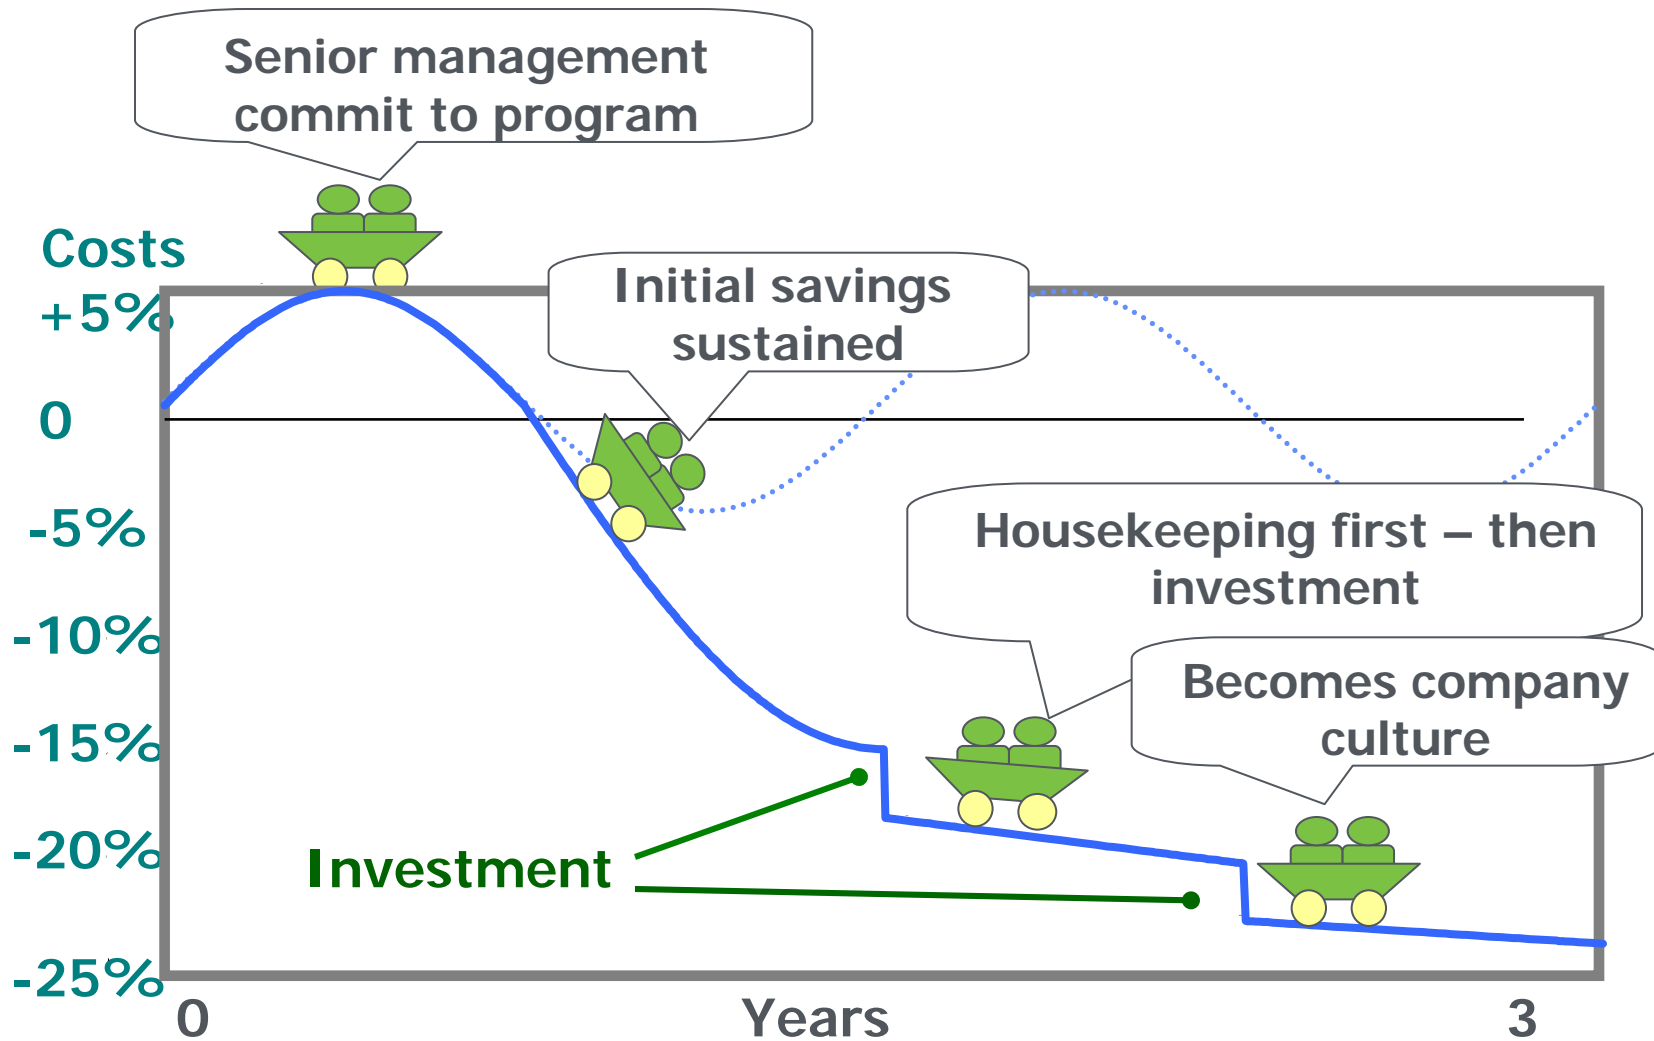 Senior management
commit to program
Costs
+5%
Initial savings
sustained
0
-5%
Housekeeping first – then
investment
-10%
Becomes company
culture
-15%
-20%
Investment
-25%
0
Years
3